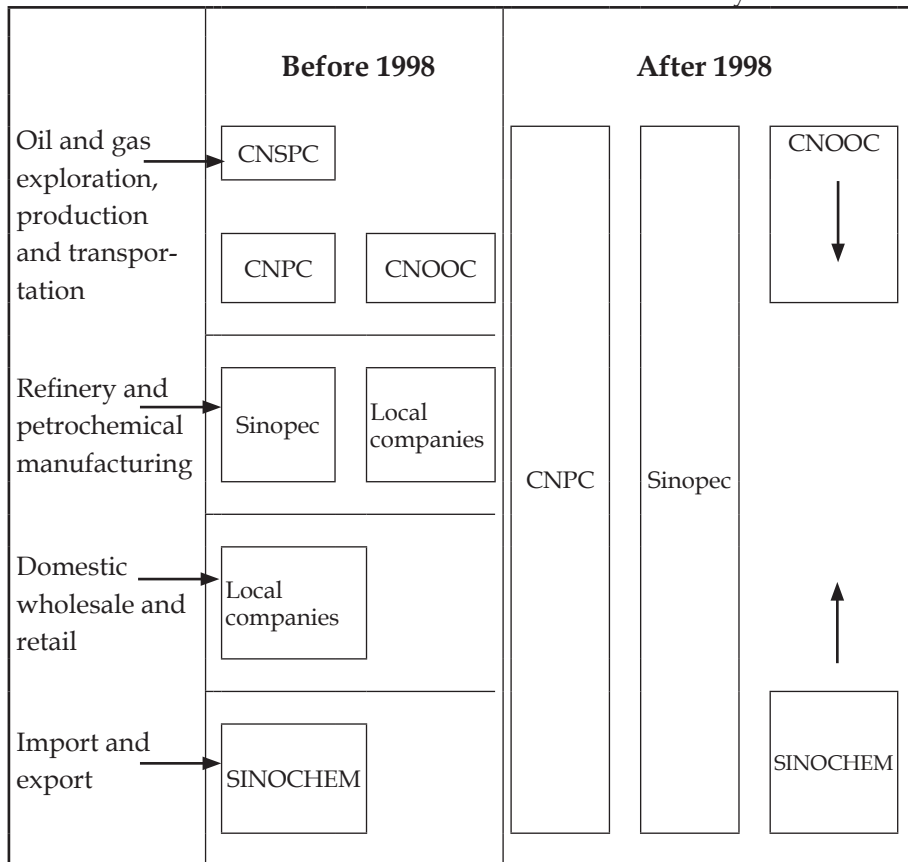 Before 1998
After 1998
Oil and gas
exploration,
production
and transpor-
tation
CNSPC
CNPC
CNOOC
CNOOC
Refinery and
petrochemical
manufacturing
Sinopec
Local
companies
CNPC
Sinopec
Domestic
wholesale and
retail
Local
companies
Import and
export
SINOCHEM
SINOCHEM